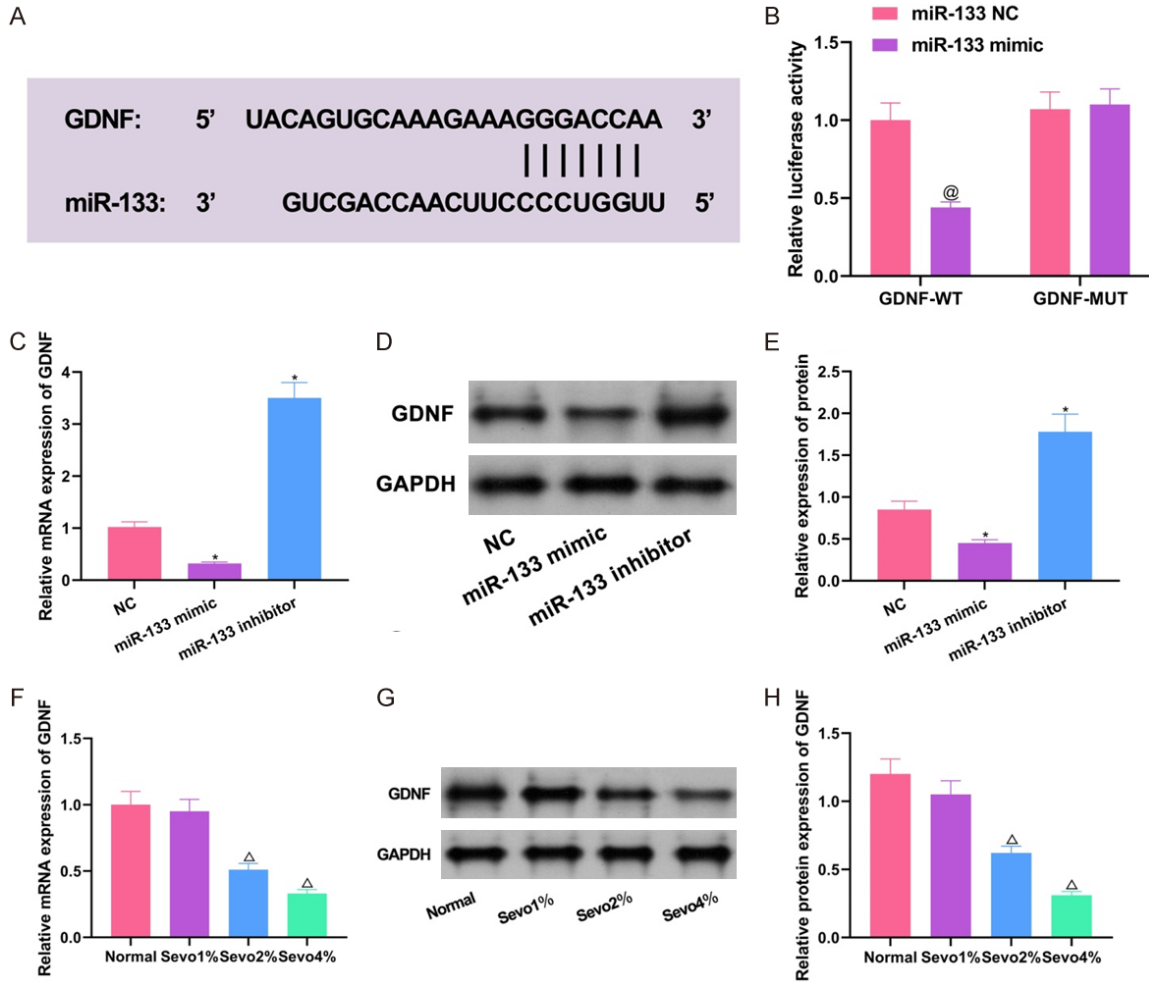 A
GDNF: 5’ UACAGUGCAAAGAAAGGGACCAA 3’
miR-133: 3’ GUCGACCAACUUCCCCUGGUU 5’
B
miR-133 NC
miR-133 mimic
Relative luciferase activity
1.5
1.0
0.5
0.0
@
GDNF-WT GDNF-MUT
C
Relative mRNA expression of GDNF
4
3
2
1
0
*
*
NC
miR-133 mimic
miR-133 inhibitor
D
GDNF
GAPDH
NC
miR-133 mimic
miR-133 inhibitor
E
Relative expression of protein
2.5
2.0
1.5
1.0
0.5
0.0
*
*
NC
miR-133 mimic
miR-133 inhibitor
F
Relative mRNA expression of GDNF
1.5
1.0
0.5
0.0
△
△
Normal Sevo1% Sevo2% Sevo4%
G
GDNF
GAPDH
Normal Sevo1% Sevo2% Sevo4%
H
Relative protein expression of GDNF
1.5
1.0
0.5
0.0
△
△
Normal Sevo1% Sevo2% Sevo4%